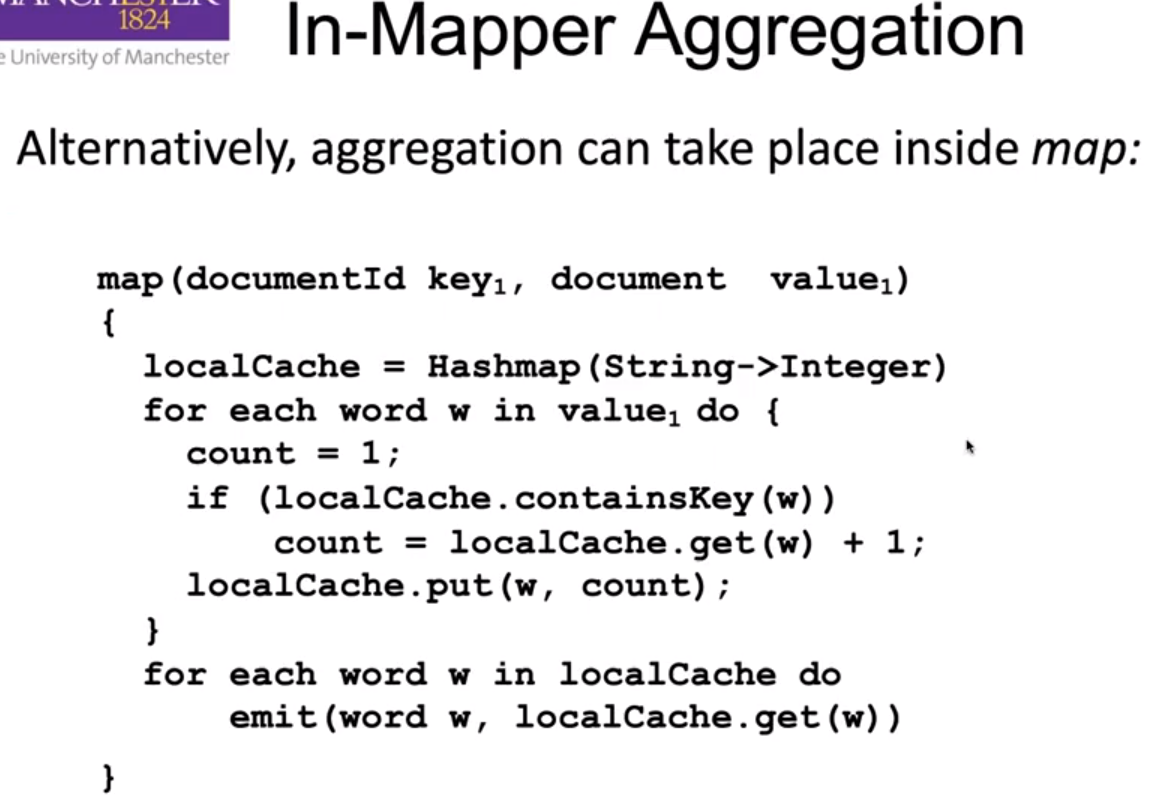 1824
University of Manchester
In-Mapper Aggregation
Alternatively, aggregation can take place inside map:
map(documentId key₁, document value₁)
{
localCache = Hashmap(String->Integer)
for each word w in value₁ do {
count = 1;
if (localCache.containsKey(w))
count = localCache.get(w) + 1;
localCache.put(w, count);
}
for each word w in localCache do
emit(word w, localCache.get(w))
}